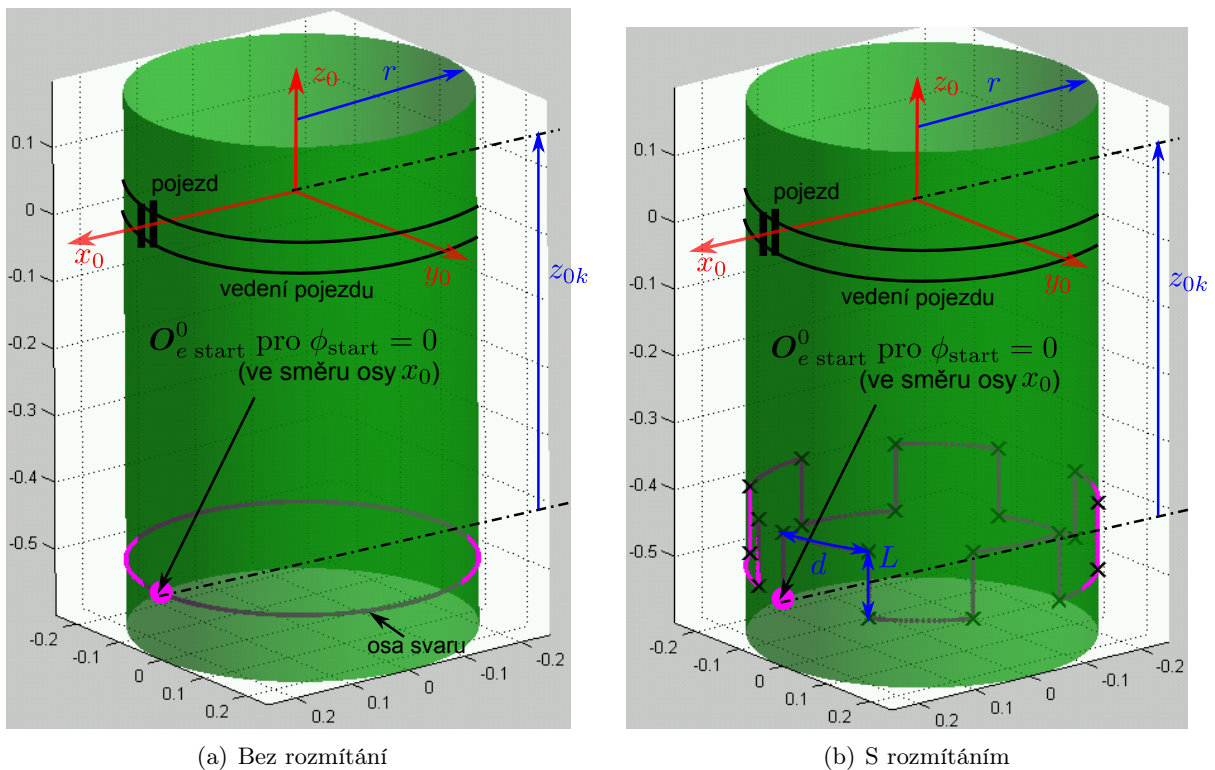 z₀
r
0.1
0
-0.1
-0.2
-0.3
-0.4
-0.5
pojezd
x₀
y₀
vedení pojezdu
z₀ₖ
O⁰ₑ start pro ϕstart = 0
(ve směru osy x₀)
osa svaru
-0.2
-0.1
0
0.1
0.2
0.2
0.1
0
-0.1
-0.2
(a) Bez rozmítání
z₀
r
0.1
0
-0.1
-0.2
-0.3
-0.4
-0.5
pojezd
x₀
y₀
vedení pojezdu
z₀ₖ
O⁰ₑ start pro ϕstart = 0
(ve směru osy x₀)
d
L
-0.2
-0.1
0
0.1
0.2
0.2
0.1
0
-0.1
-0.2
(b) S rozmítáním